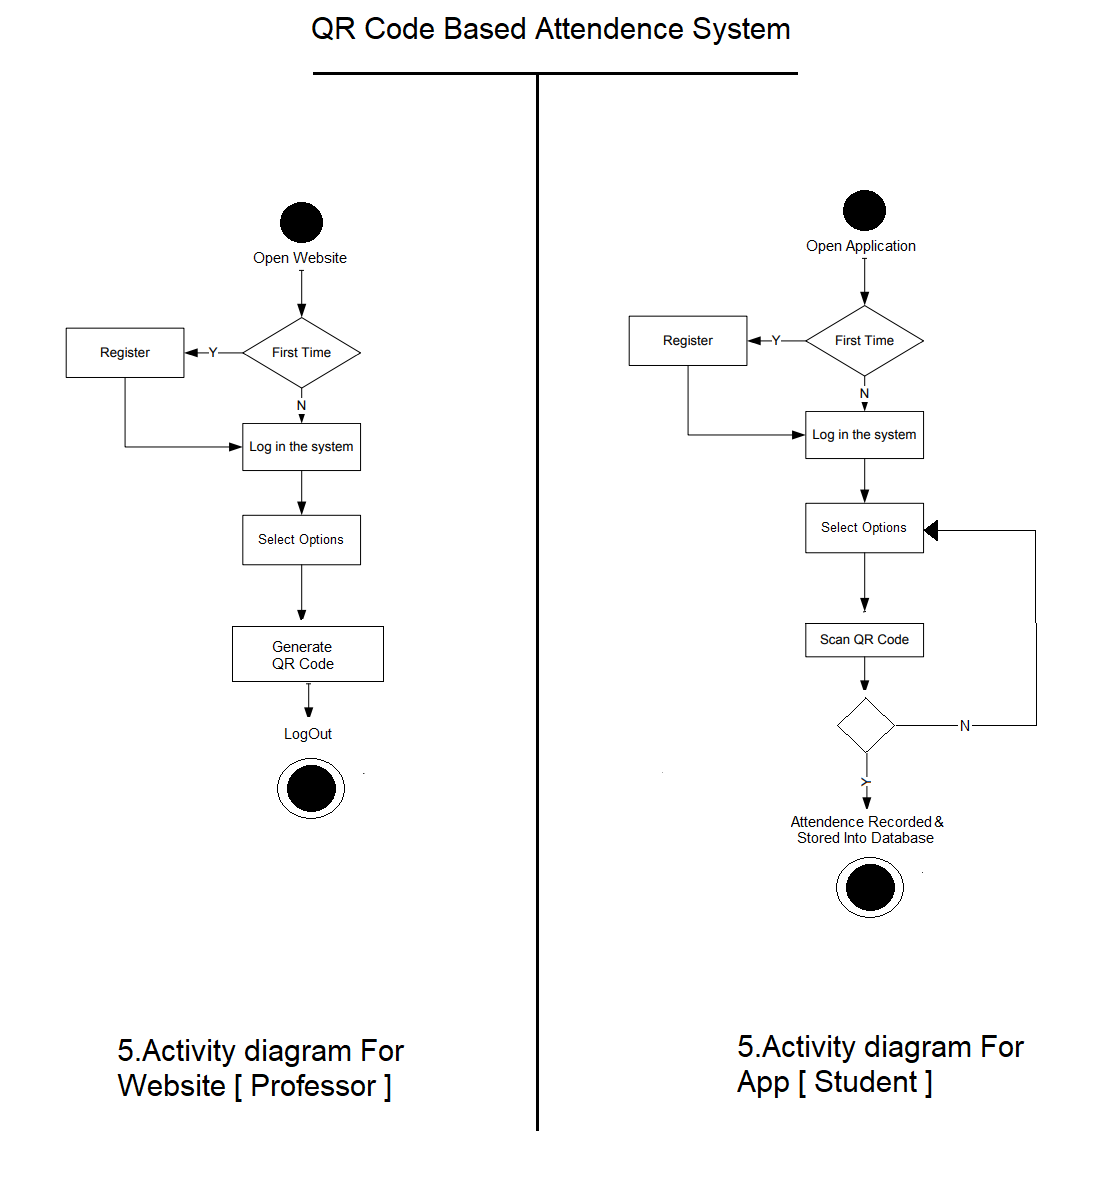 QR Code Based Attendence System
Open Website
First Time
Y
Register
N
Log in the system
Select Options
Generate
QR Code
LogOut
5.Activity diagram For
Website [ Professor ]
Open Application
First Time
Y
Register
N
Log in the system
Select Options
Scan QR Code
N
Y
Attendence Recorded &
Stored Into Database
5.Activity diagram For
App [ Student ]